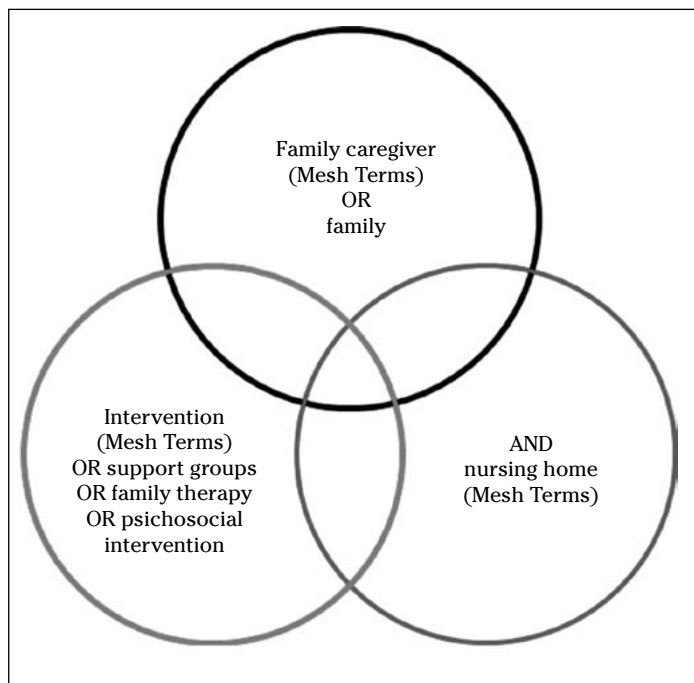 Family caregiver
(Mesh Terms)
OR
family
Intervention
(Mesh Terms)
OR support groups
OR family therapy
OR psichosocial
intervention
AND
nursing home
(Mesh Terms)